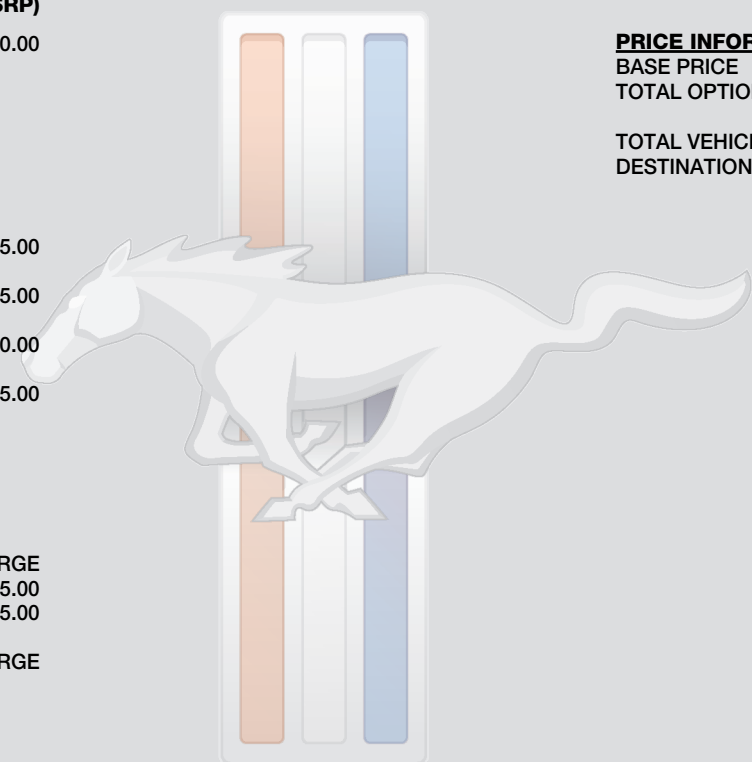 SRP)
0.00
5.00
5.00
0.00
5.00
RGE
5.00
5.00
RGE
PRICE INFOR
BASE PRICE
TOTAL OPTION
TOTAL VEHICL
DESTINATION